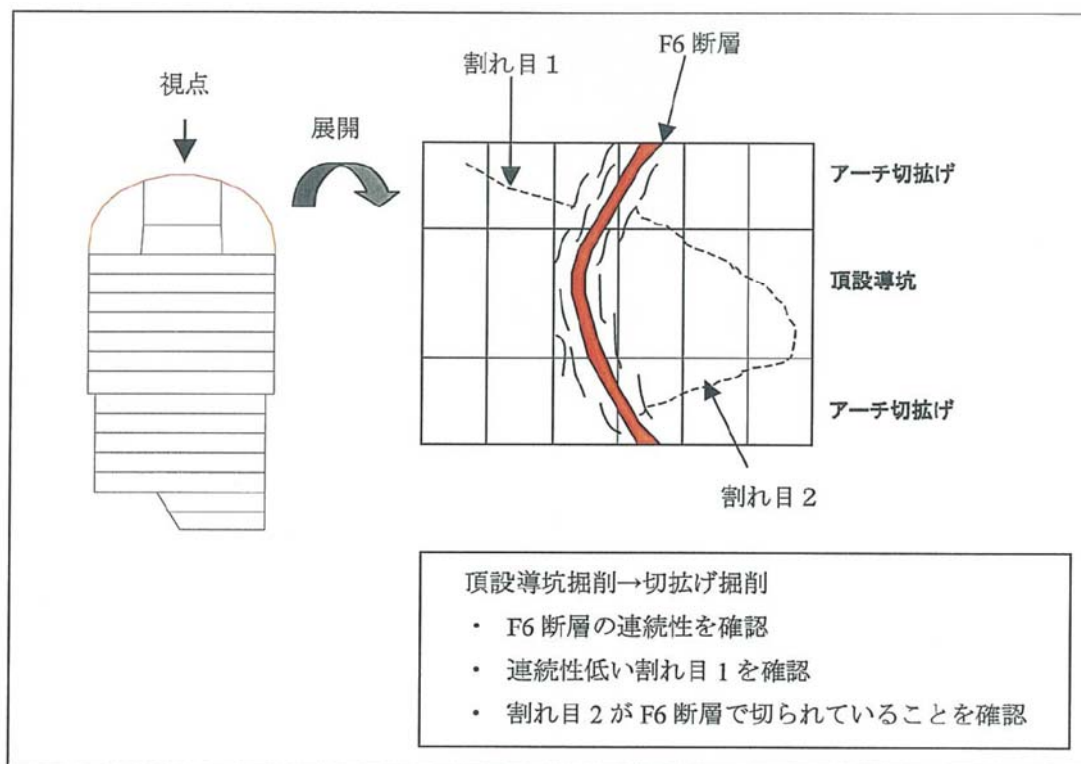 F6 断層
割れ目 1
視点
展開
アーチ切拡げ
頂設導坑
アーチ切拡げ
割れ目 2
頂設導坑掘削→切拡げ掘削
・ F6 断層の連続性を確認
・ 連続性低い割れ目 1 を確認
・ 割れ目 2 が F6 断層で切られていることを確認